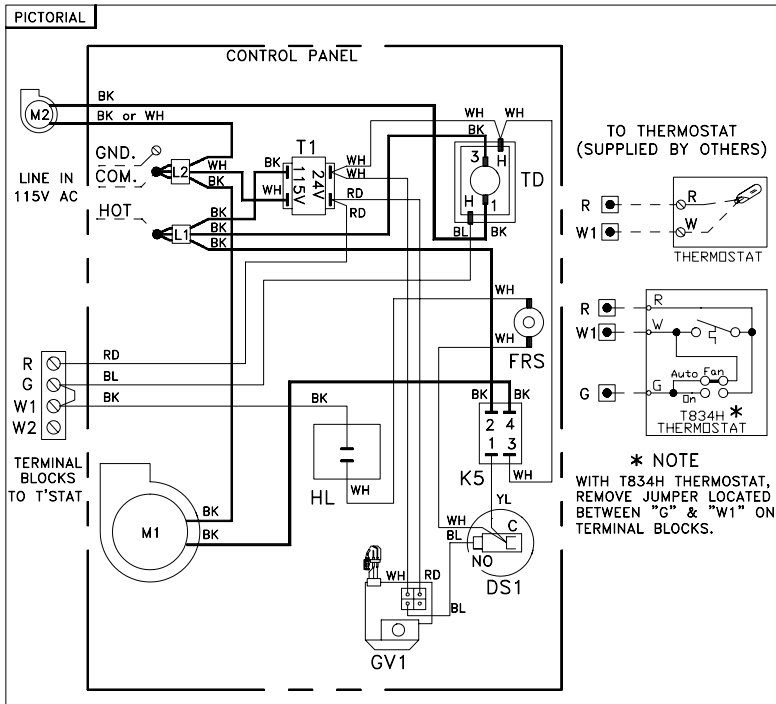 PICTORIAL
CONTROL PANEL
M2
BK
BK or WH
GND.
COM.
LINE IN
115V AC
HOT
L2
WH
BK
L1
BK
BK
BK
T1
BK
WH
115V
24V
WH
WH
RD
RD
WH
WH
BK
3
H
TD
H
1
BL
BK
WH
WH
FRS
R
G
W1
W2
RD
BL
BK
TERMINAL
BLOCKS
TO T'STAT
BK
HL
WH
BK
BK
2
4
1
3
K5
WH
YL
M1
BK
BK
WH
BL
C
NO
DS1
WH
RD
BL
GV1
TO THERMOSTAT
(SUPPLIED BY OTHERS)
R
W1
R
W
THERMOSTAT
R
W1
G
R
W
G
Auto
Fan
On
T834H *
THERMOSTAT
* NOTE
WITH T834H THERMOSTAT,
REMOVE JUMPER LOCATED
BETWEEN "G" & "W1" ON
TERMINAL BLOCKS.